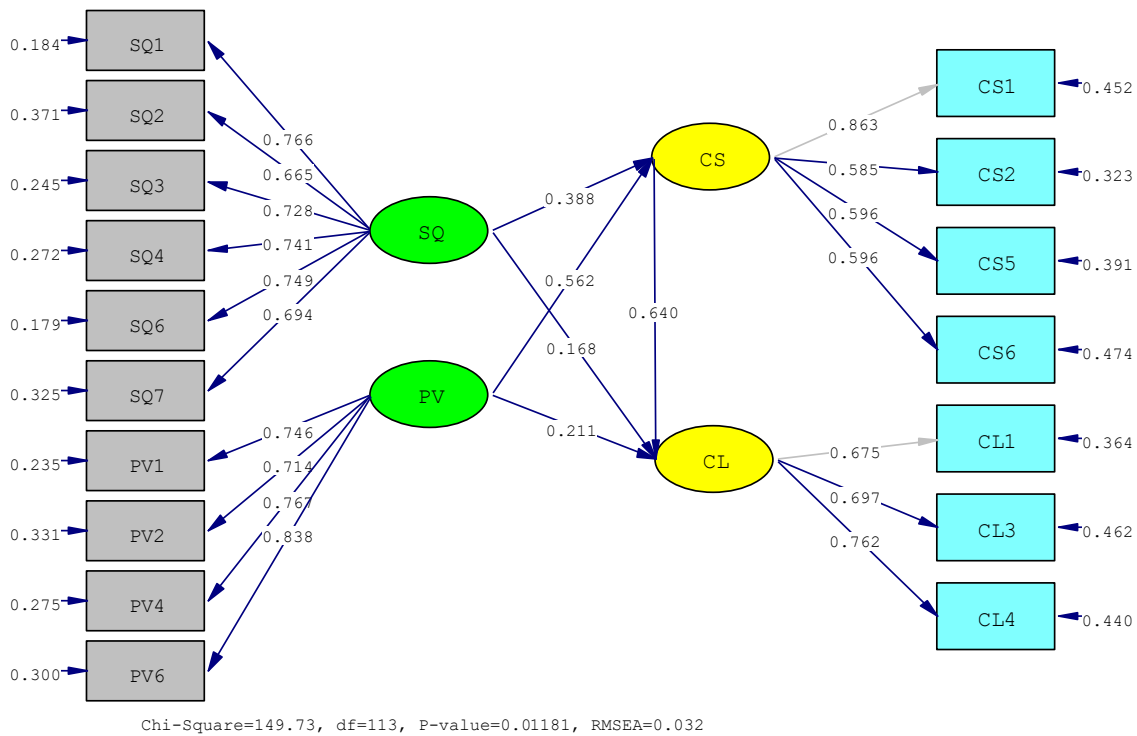 0.184
SQ1
0.371
SQ2
0.245
SQ3
0.272
SQ4
0.179
SQ6
0.325
SQ7
0.235
PV1
0.331
PV2
0.275
PV4
0.300
PV6
0.766
0.665
0.728
0.741
0.749
0.694
0.746
0.714
0.767
0.838
SQ
PV
0.388
0.562
0.168
0.211
0.640
CS
CL
0.863
0.585
0.596
0.596
0.675
0.697
0.762
CS1
0.452
CS2
0.323
CS5
0.391
CS6
0.474
CL1
0.364
CL3
0.462
CL4
0.440
Chi-Square=149.73, df=113, P-value=0.01181, RMSEA=0.032